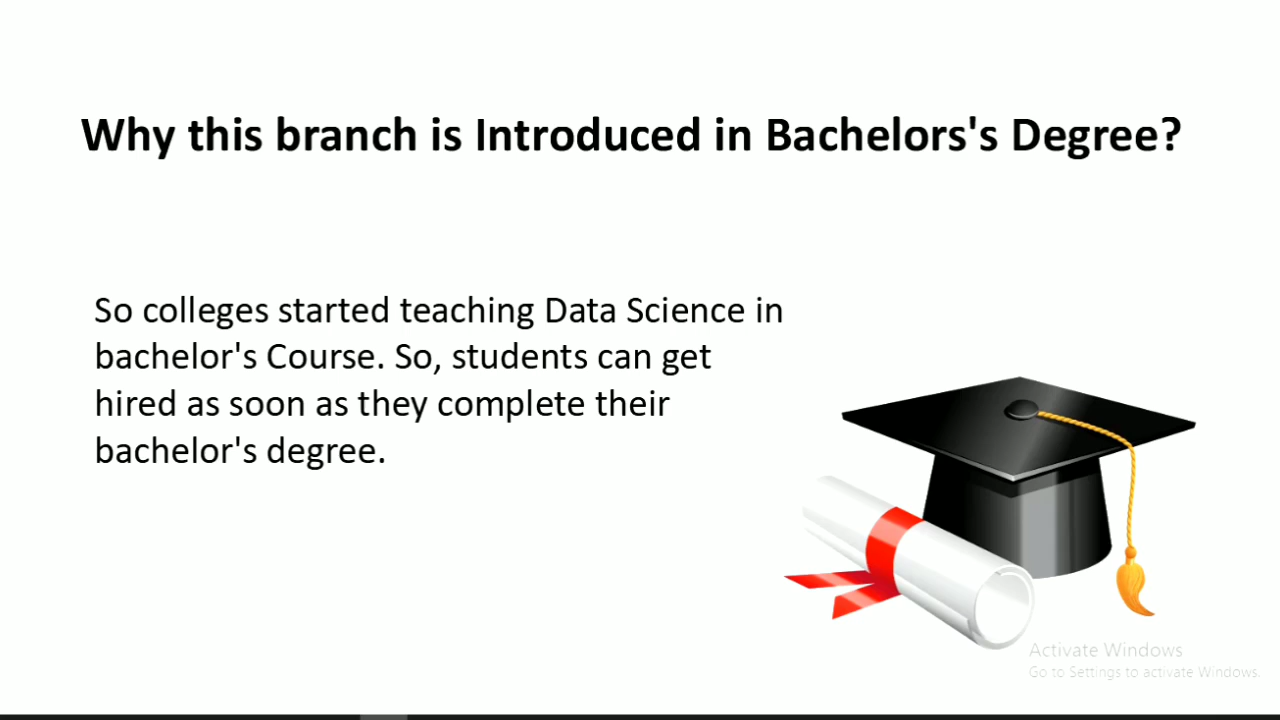 Why this branch is Introduced in Bachelors's Degree?
So colleges started teaching Data Science in
bachelor's Course. So, students can get
hired as soon as they complete their
bachelor's degree.
Activate Windows
Go to Settings to activate Windows.